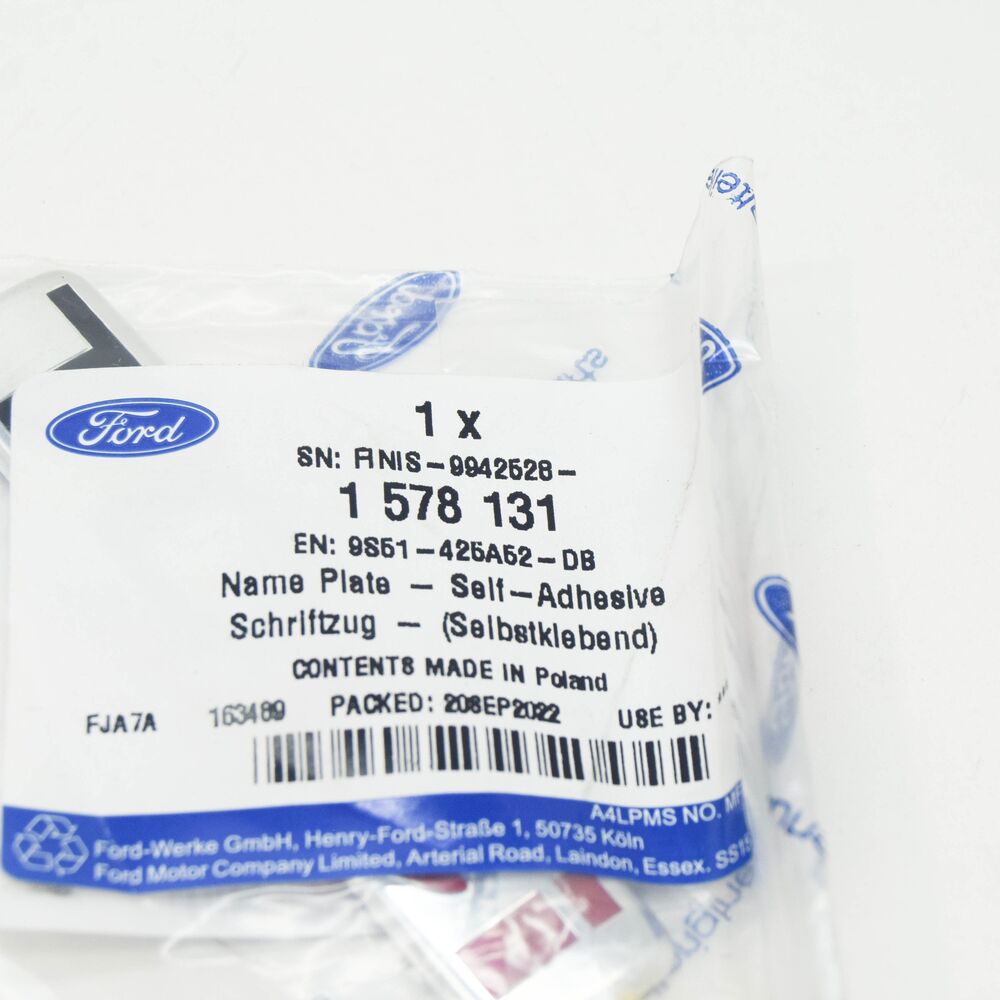 Ford
1 x
SN: FINIS-9942528-
1 578 131
EN: 9S51-425A52-DB
Name Plate - Self-Adhesive
Schriftzug - (Selbstklebend)
CONTENTS MADE IN Poland
FJA7A 163489 PACKED: 20SEP2022 USE BY: ***
A4LPMS NO.
Ford-Werke GmbH, Henry-Ford-Straße 1, 50735 Köln
Ford Motor Company Limited, Arterial Road, Laindon, Essex.